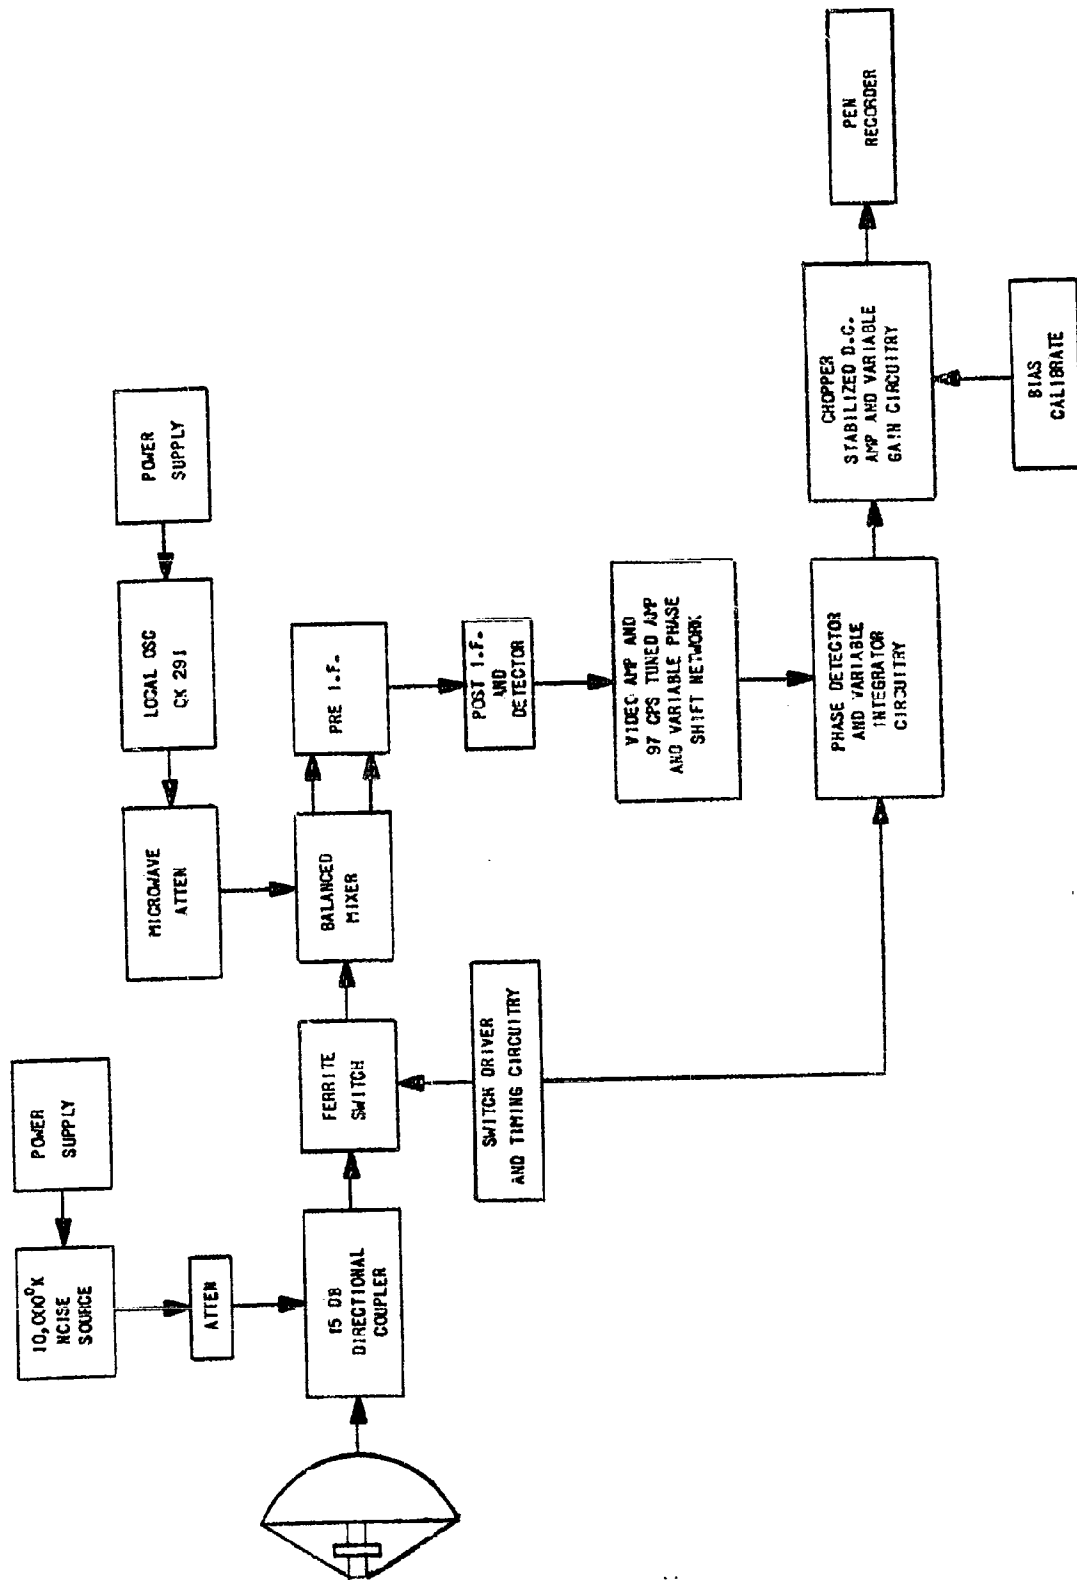 POWER
SUPPLY
10,000⁰K
NOISE
SOURCE
ATTEN
15 DB
DIRECTIONAL
COUPLER
FERRITE
SWITCH
SWITCH DRIVER
AND TIMING CIRCUITRY
POWER
SUPPLY
LOCAL OSC
QK 291
MICROWAVE
ATTEN
BALANCED
MIXER
PRE I.F.
POST I.F.
AND
DETECTOR
VIDEO AMP AND
97 CPS TUNED AMP
AND VARIABLE PHASE
SHIFT NETWORK
PHASE DETECTOR
AND VARIABLE
INTEGRATOR
CIRCUITRY
CHOPPER
STABILIZED D.C.
AMP AND VARIABLE
GAIN CIRCUITRY
BIAS
CALIBRATE
PEN
RECORDER